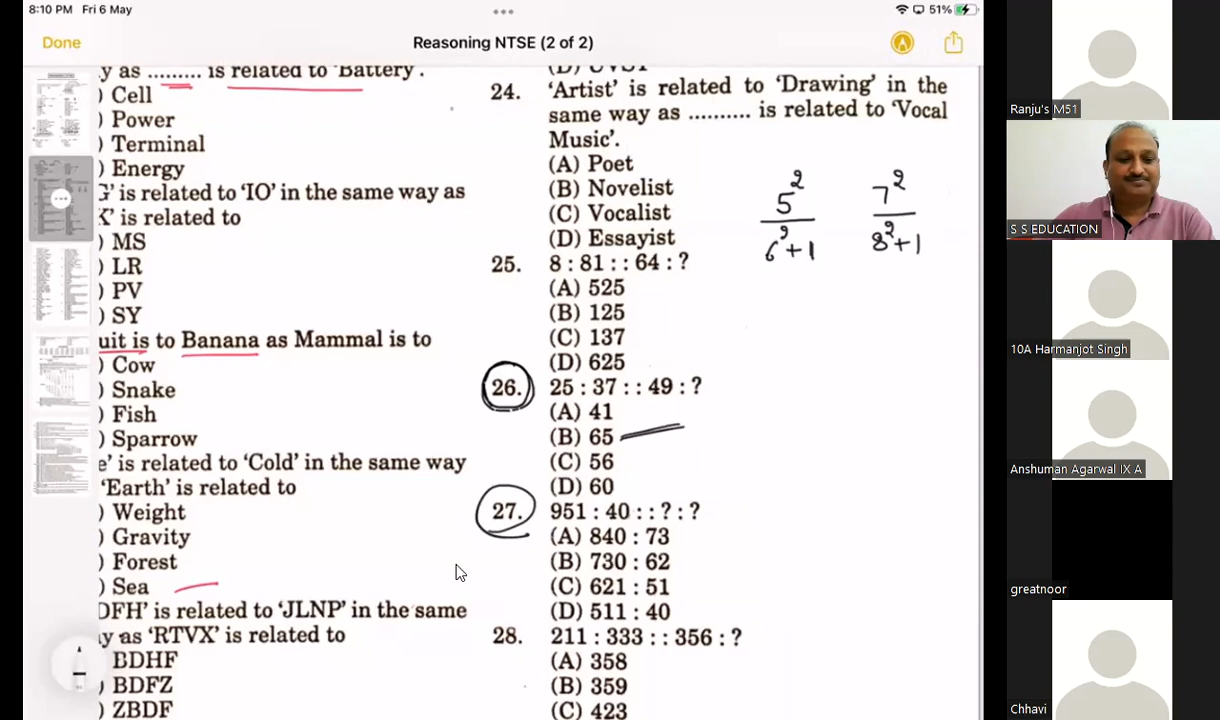 8:10 PM Fri 6 May
51%
Done
Reasoning NTSE (2 of 2)
y as ......... is related to 'Battery'.
) Cell
) Power
) Terminal
) Energy
G' is related to 'IO' in the same way as
X' is related to
) MS
) LR
) PV
) SY
uit is to Banana as Mammal is to
) Cow
) Snake
) Fish
) Sparrow
e' is related to 'Cold' in the same way
'Earth' is related to
) Weight
) Gravity
) Forest
) Sea
DFH' is related to 'JLNP' in the same
y as 'RTVX' is related to
) BDHF
) BDFZ
) ZBDF
24. 'Artist' is related to 'Drawing' in the
same way as .......... is related to 'Vocal
Music'.
(A) Poet
(B) Novelist
(C) Vocalist
(D) Essayist
25. 8 : 81 : : 64 : ?
(A) 525
(B) 125
(C) 137
(D) 625
26. 25 : 37 : : 49 : ?
(A) 41
(B) 65
(C) 56
(D) 60
27. 951 : 40 : : ? : ?
(A) 840 : 73
(B) 730 : 62
(C) 621 : 51
(D) 511 : 40
28. 211 : 333 : : 356 : ?
(A) 358
(B) 359
(C) 423
5² 7²
6²+1 8²+1
Ranju's M51
S S EDUCATION
10A Harmanjot Singh
Anshuman Agarwal IX A
greatnoor
Chhavi